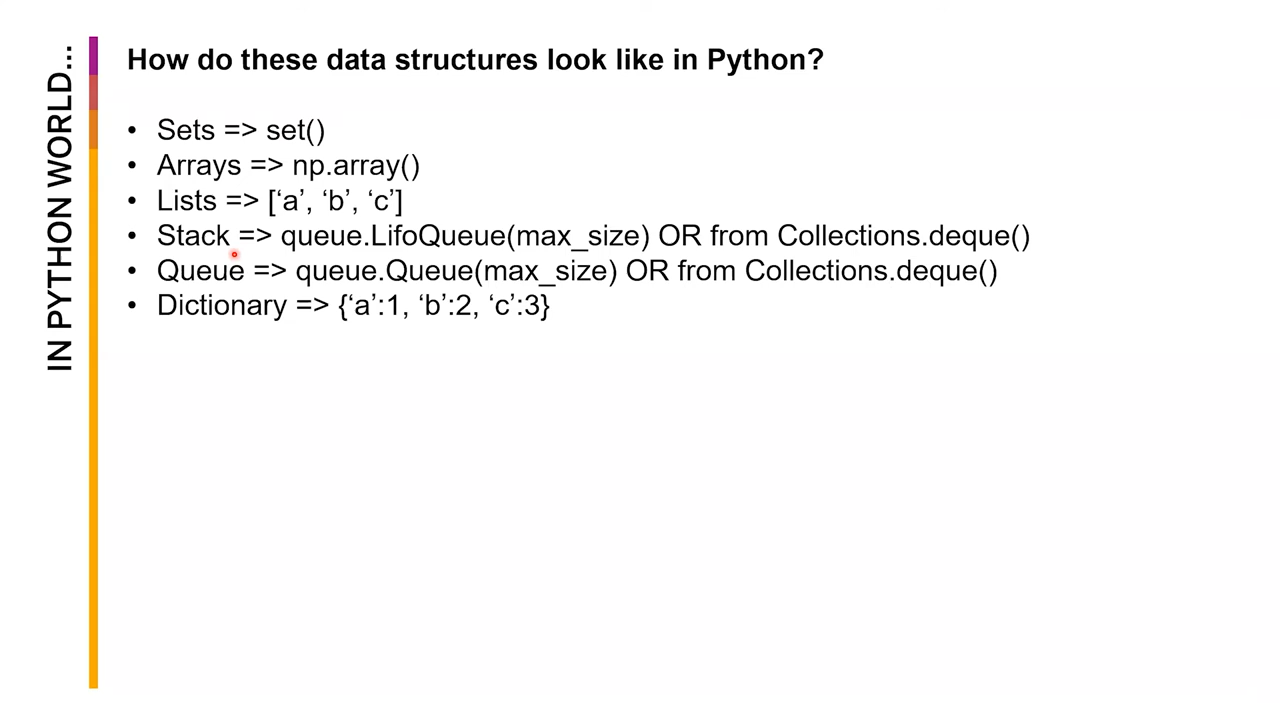 IN PYTHON WORLD...
How do these data structures look like in Python?
• Sets => set()
• Arrays => np.array()
• Lists => [‘a’, ‘b’, ‘c’]
• Stack => queue.LifoQueue(max_size) OR from Collections.deque()
• Queue => queue.Queue(max_size) OR from Collections.deque()
• Dictionary => {‘a’:1, ‘b’:2, ‘c’:3}